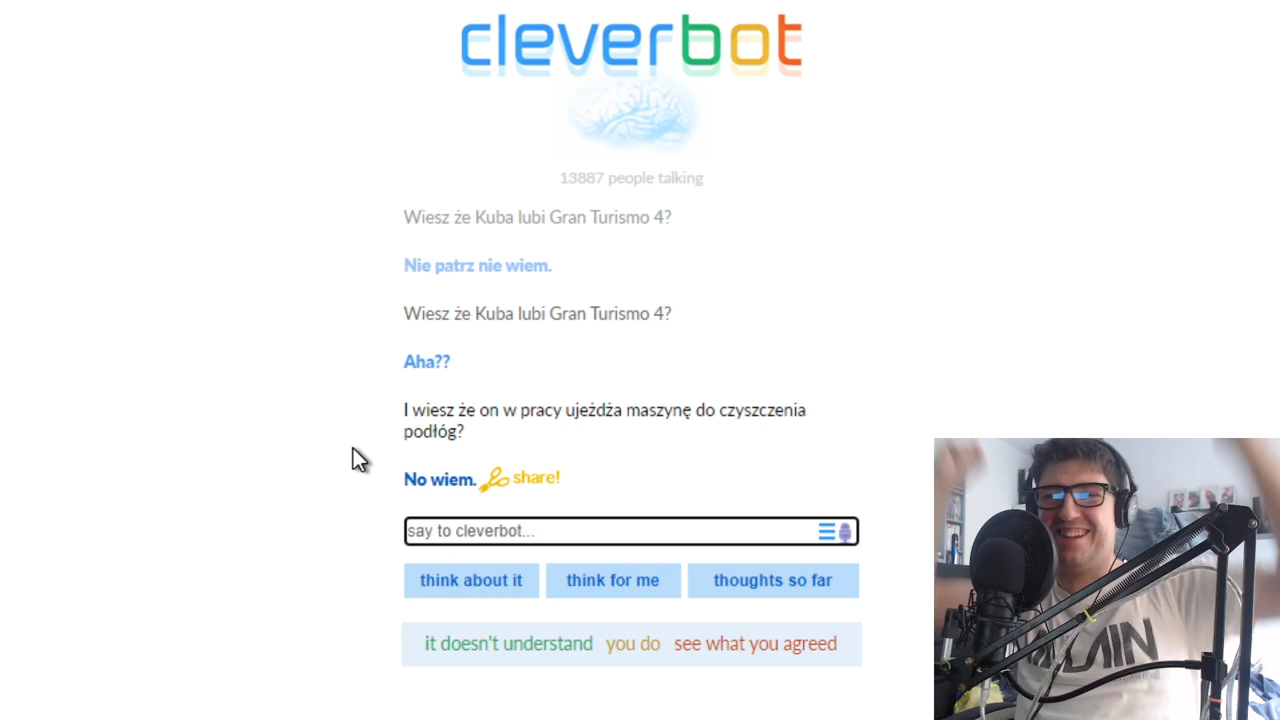 cleverbot
13887 people talking
Wiesz że Kuba lubi Gran Turismo 4?
Nie patrz nie wiem.
Wiesz że Kuba lubi Gran Turismo 4?
Aha??
I wiesz że on w pracy ujeżdża maszynę do czyszczenia
podłóg?
No wiem. share!
say to cleverbot...
think about it think for me thoughts so far
it doesn't understand you do see what you agreed